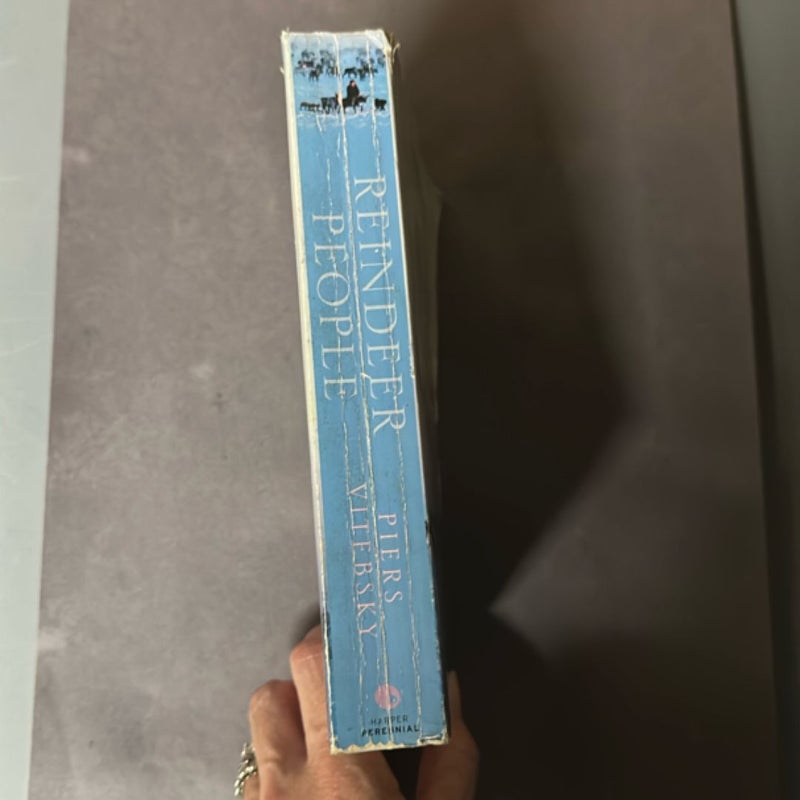 REINDEER
PEOPLE
PIERS
VITEBSKY
HARPER
PERENNIAL